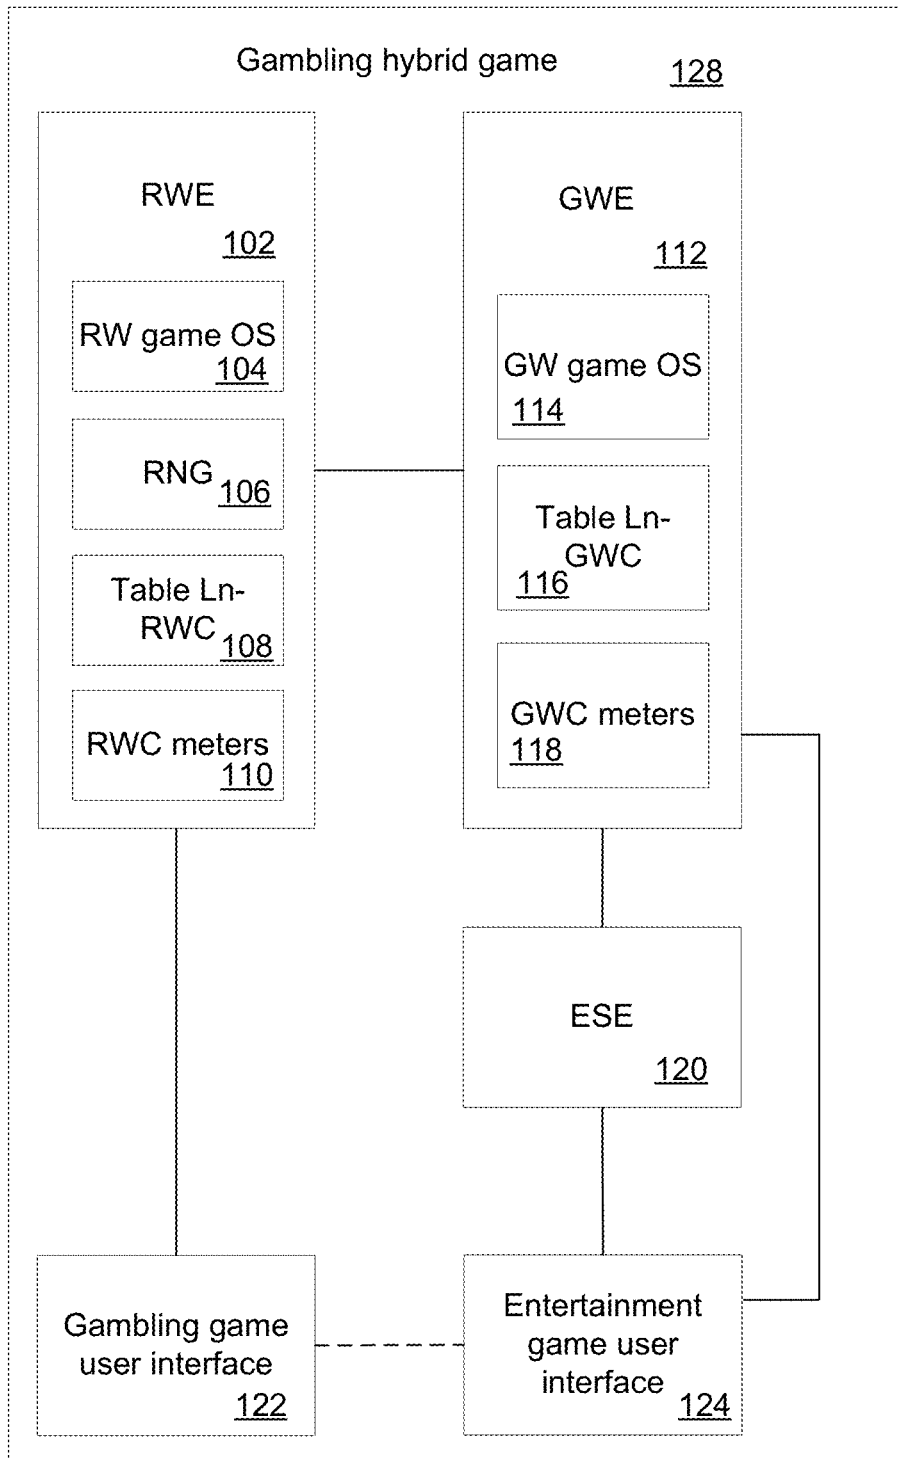 Gambling hybrid game
128
RWE
102
RW game OS
104
RNG
106
Table Ln-
RWC
108
RWC meters
110
GWE
112
GW game OS
114
Table Ln-
GWC
116
GWC meters
118
ESE
120
Gambling game
user interface
122
Entertainment
game user
interface
124